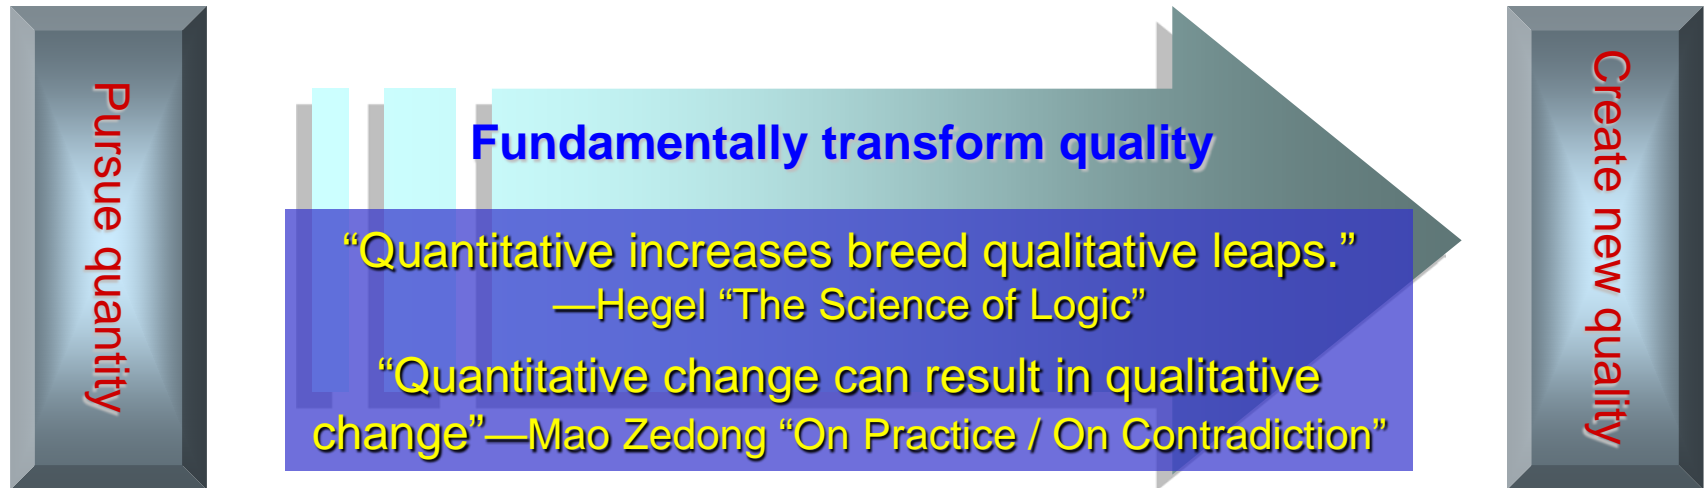 Pursue quantity
Fundamentally transform quality
“Quantitative increases breed qualitative leaps.”
—Hegel “The Science of Logic”
“Quantitative change can result in qualitative
change”—Mao Zedong “On Practice / On Contradiction”
Create new quality